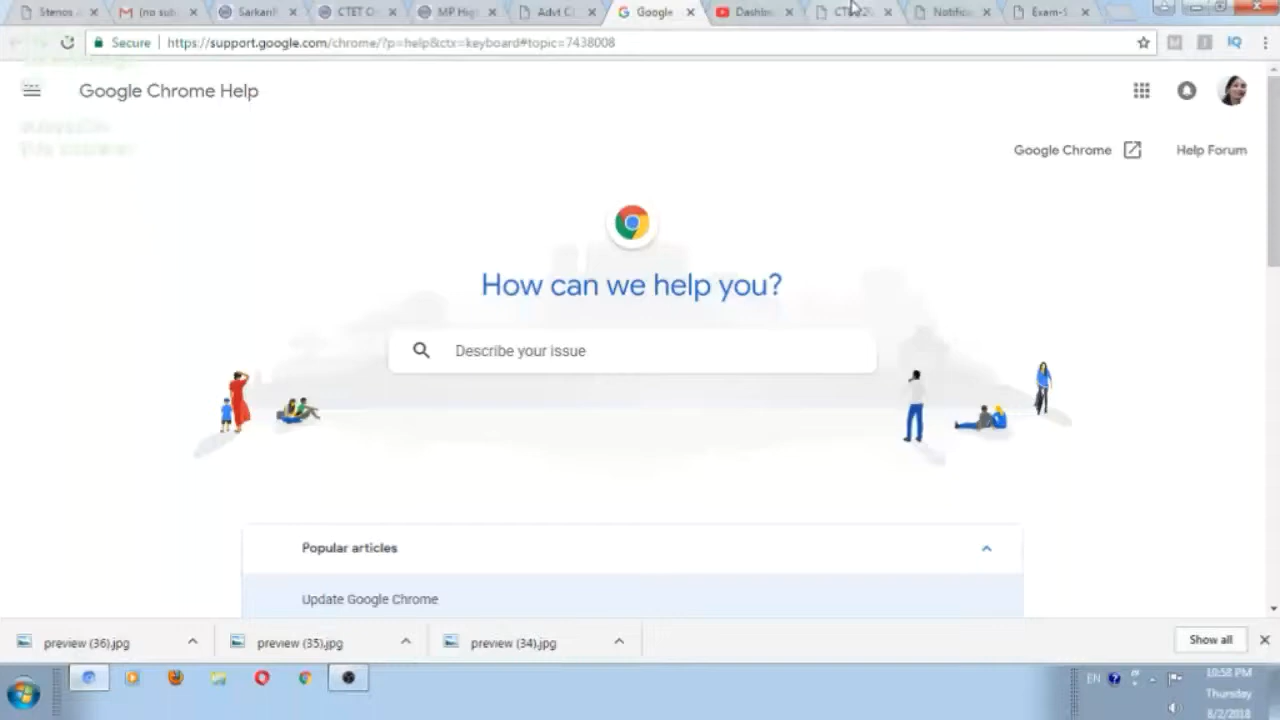 Stenos
(no sub
Sarkari
CTET O
MP Hig
Advt C
Google
Dashb
Notific
Exam-S
Secure
https://support.google.com/chrome/?p=help&ctx=keyboard#topic=7438008
Google Chrome Help
Google Chrome
Help Forum
How can we help you?
Describe your issue
Popular articles
Update Google Chrome
preview (36).jpg
preview (35).jpg
preview (34).jpg
Show all
EN
10:58 PM
Thursday
8/2/2018